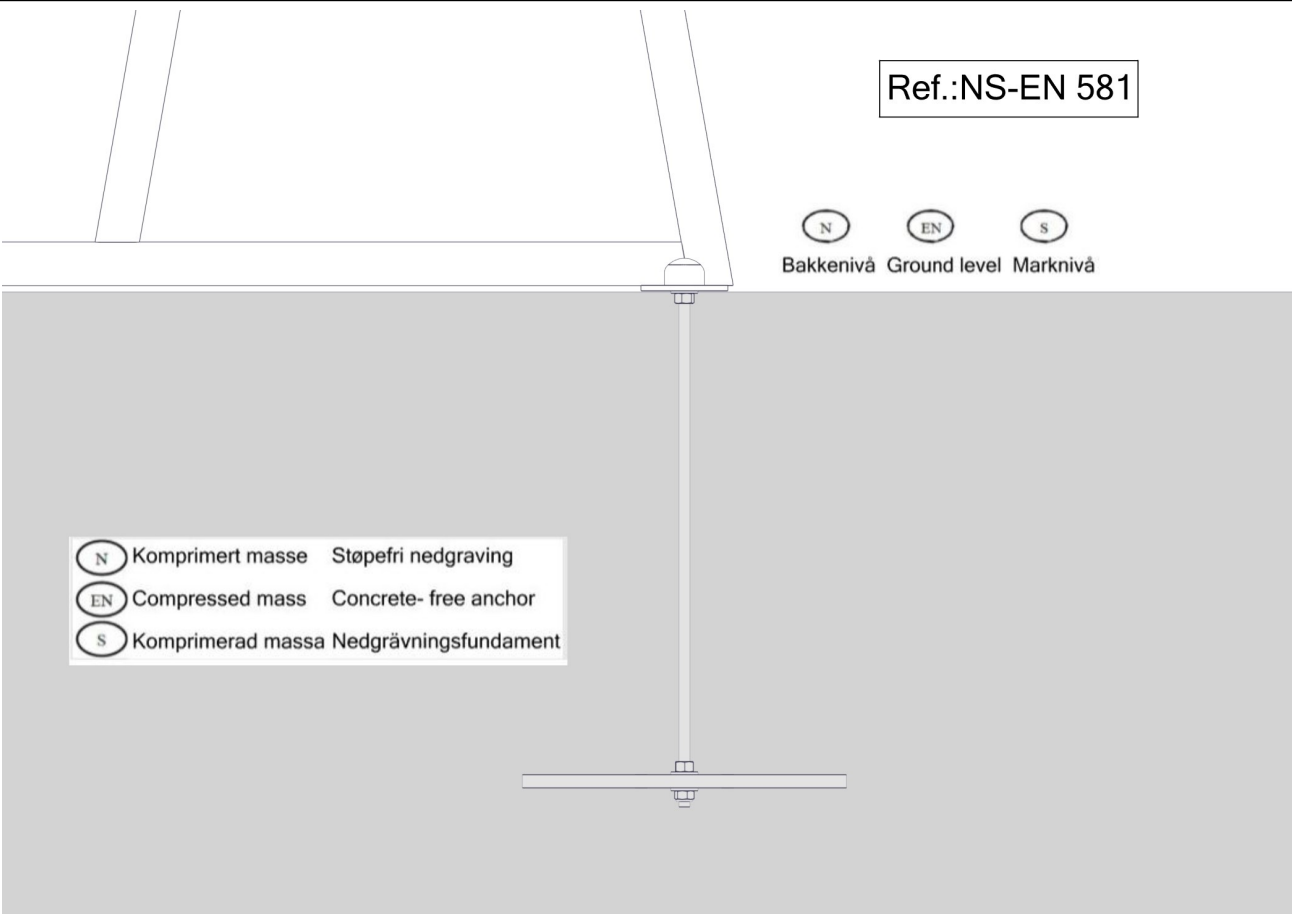 Ref.:NS-EN 581
N EN S
Bakkenivå Ground level Marknivå
N Komprimert masse Støpefri nedgraving
EN Compressed mass Concrete- free anchor
S Komprimerad massa Nedgrävningsfundament